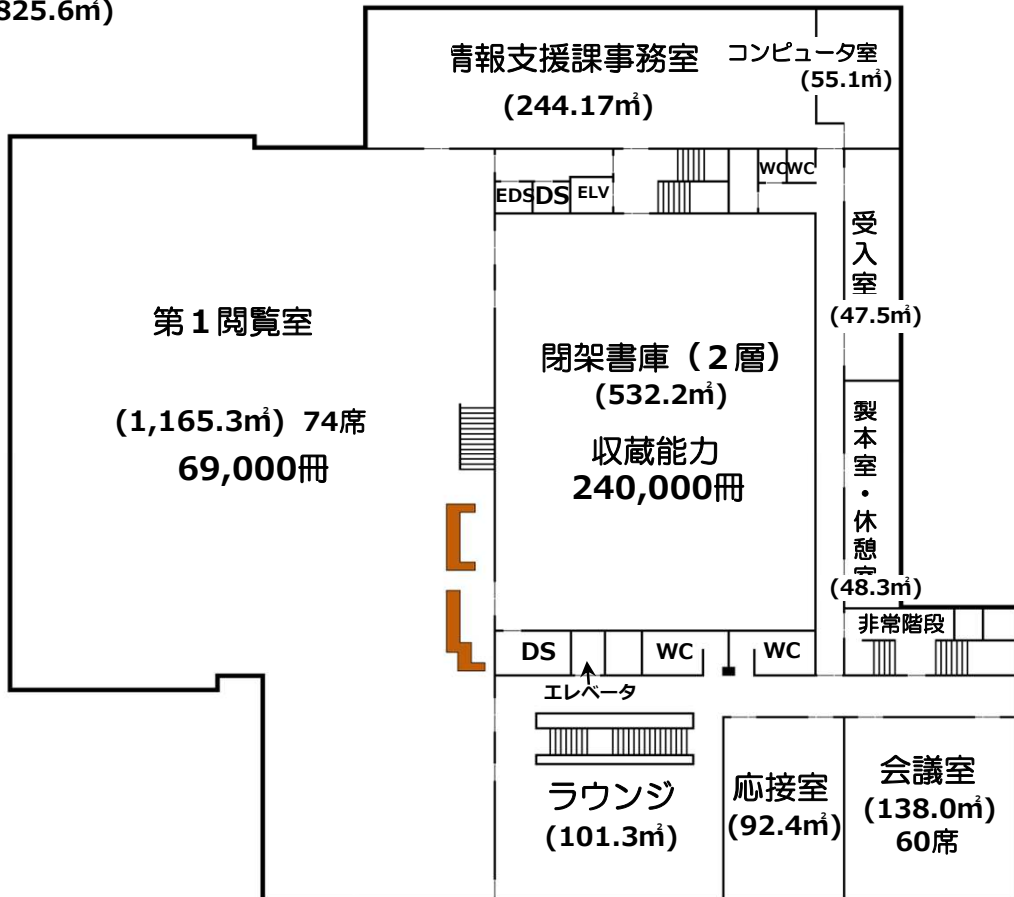 825.6㎡)
情報支援課事務室
(244.17㎡)
コンピュータ室
(55.1㎡)
WC
WC
EDS
DS
ELV
受入室
(47.5㎡)
第1閲覧室
(1,165.3㎡) 74席
69,000冊
閉架書庫(2層)
(532.2㎡)
収蔵能力
240,000冊
製本室・休憩室
(48.3㎡)
非常階段
DS
WC
WC
エレベータ
ラウンジ
(101.3㎡)
応接室
(92.4㎡)
会議室
(138.0㎡)
60席